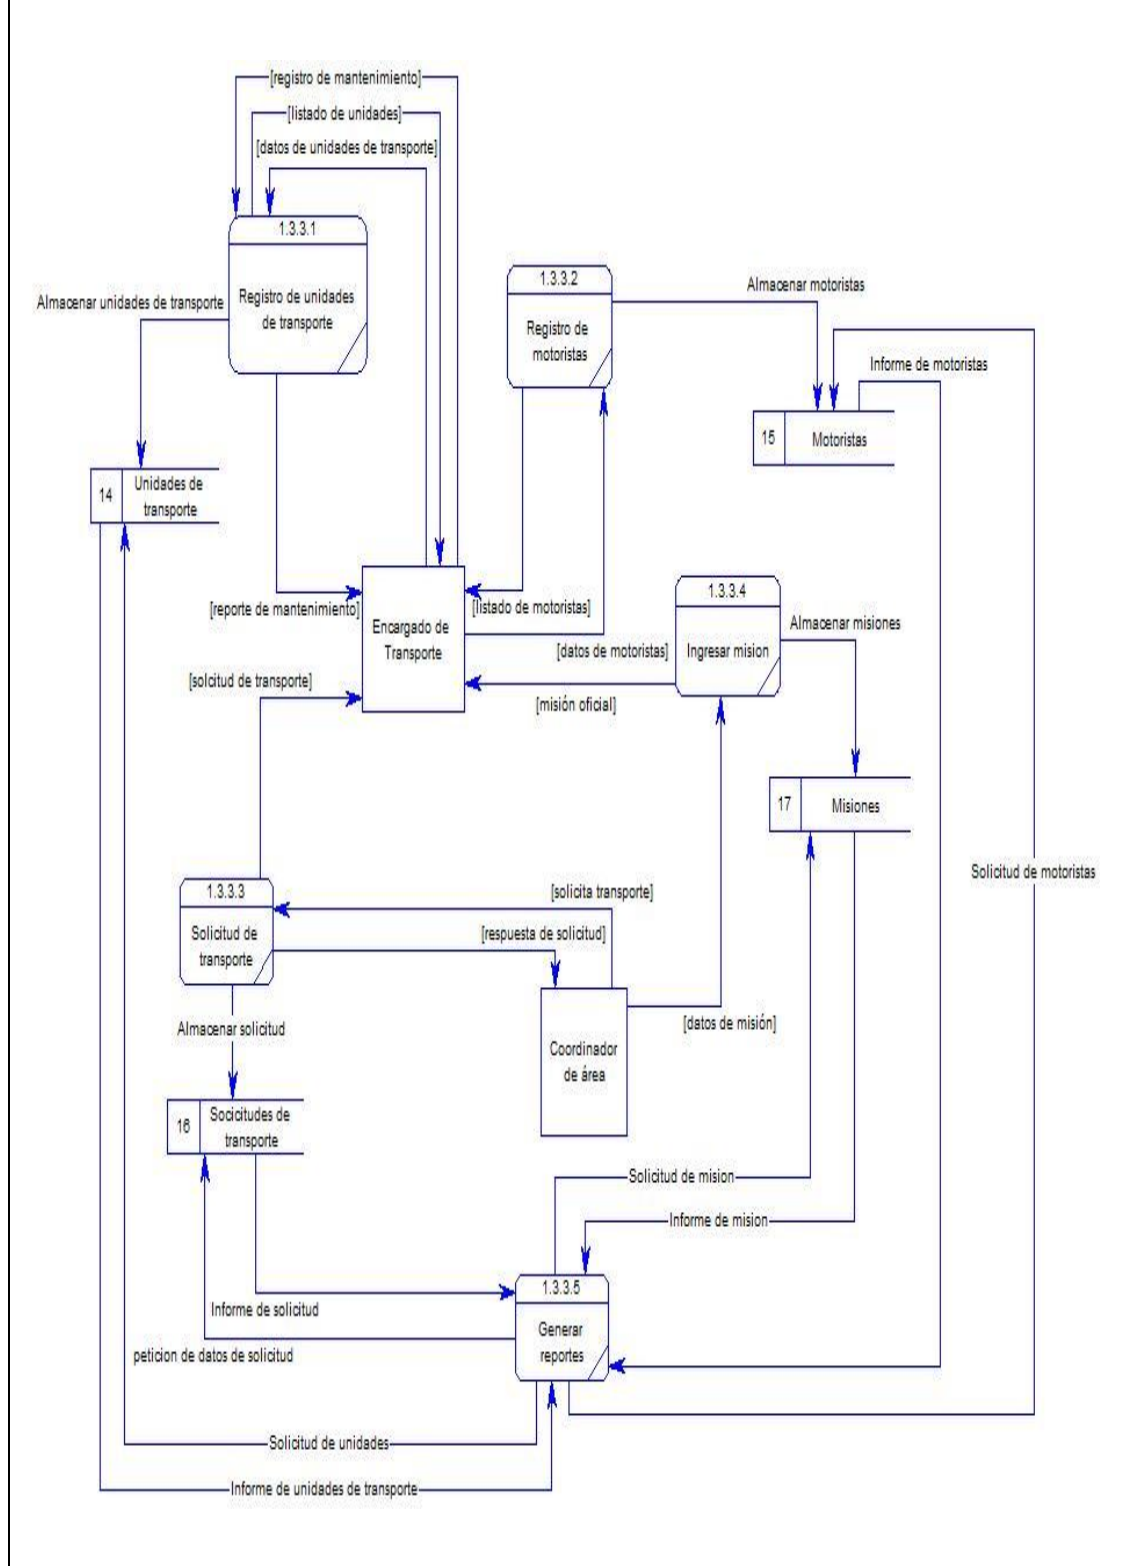 [registro de mantenimiento]
[listado de unidades]
[datos de unidades de transporte]
1.3.3.1
Registro de unidades
de transporte
Almacenar unidades de transporte
1.3.3.2
Registro de
motoristas
Almacenar motoristas
Informe de motoristas
15
Motoristas
14
Unidades de
transporte
[reporte de mantenimiento]
Encargado de
Transporte
[listado de motoristas]
[datos de motoristas]
1.3.3.4
Ingresar mision
Almacenar misiones
[solcitud de transporte]
[misión oficial]
17
Misiones
Solicitud de motoristas
1.3.3.3
Solicitud de
transporte
[solicita transporte]
[respuesta de solicitud]
Almacenar solicitud
Coordinador
de área
[datos de misión]
16
Socicitudes de
transporte
Solicitud de mision
Informe de mision
1.3.3.5
Generar
reportes
Informe de solicitud
peticion de datos de solicitud
Solicitud de unidades
Informe de unidades de transporte